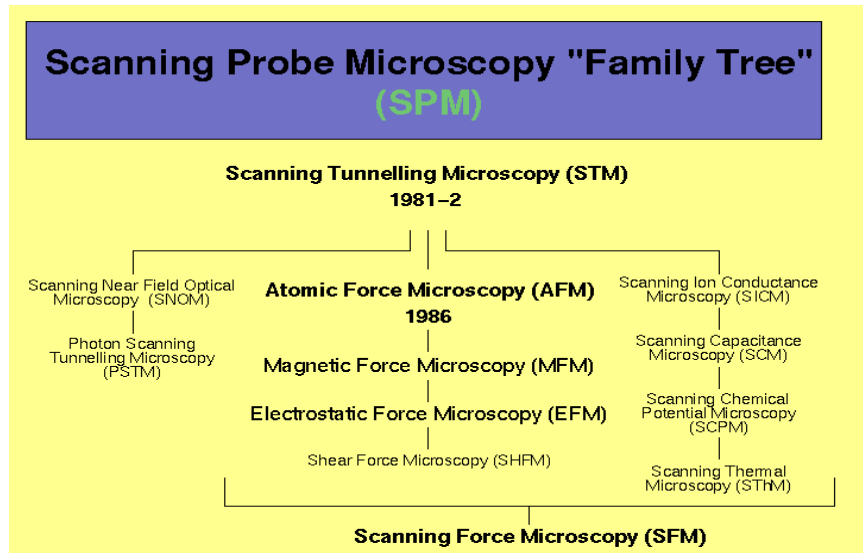 Scanning Probe Microscopy "Family Tree"
(SPM)
Scanning Tunnelling Microscopy (STM)
1981–2
Scanning Near Field Optical
Microscopy (SNOM)
Photon Scanning
Tunnelling Microscopy
(PSTM)
Atomic Force Microscopy (AFM)
1986
Magnetic Force Microscopy (MFM)
Electrostatic Force Microscopy (EFM)
Shear Force Microscopy (SHFM)
Scanning Ion Conductance
Microscopy (SICM)
Scanning Capacitance
Microscopy (SCM)
Scanning Chemical
Potential Microscopy
(SCPM)
Scanning Thermal
Microscopy (SThM)
Scanning Force Microscopy (SFM)